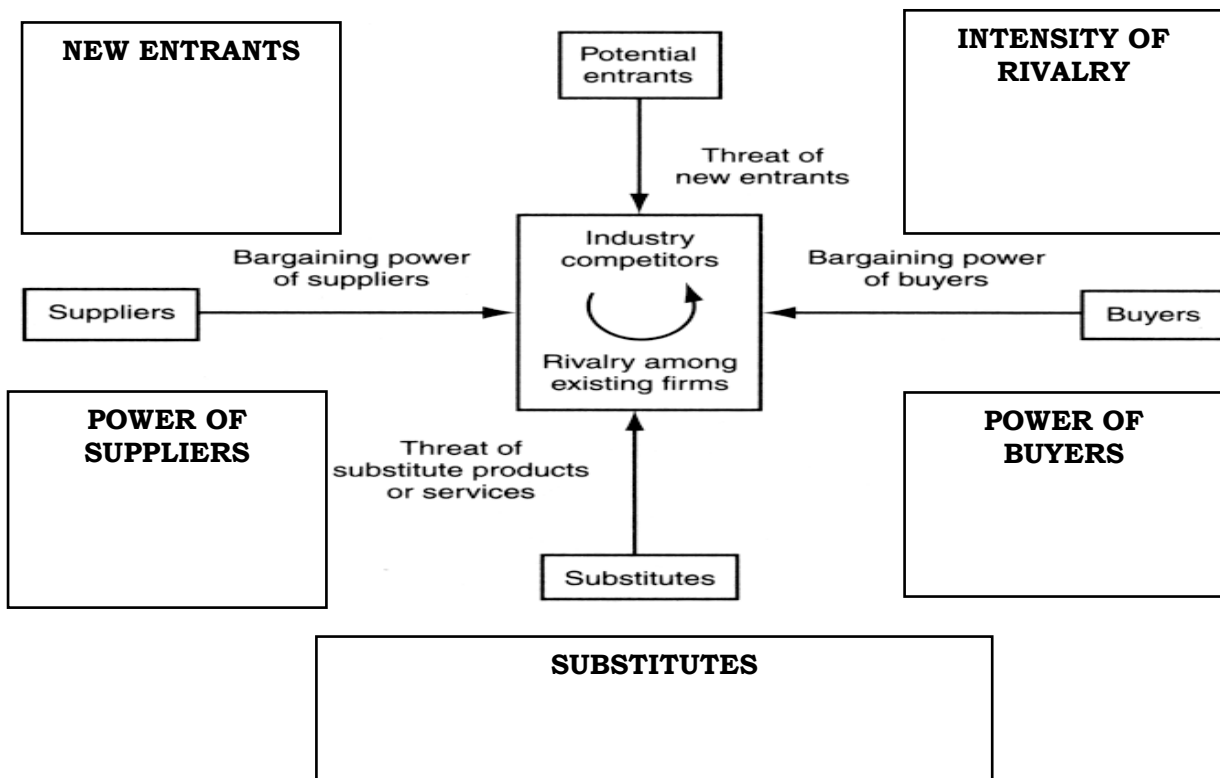 NEW ENTRANTS
Potential
entrants
INTENSITY OF
RIVALRY
Threat of
new entrants
Bargaining power
of suppliers
Industry
competitors
Bargaining power
of buyers
Suppliers
Buyers
Rivalry among
existing firms
POWER OF
SUPPLIERS
Threat of
substitute products
or services
POWER OF
BUYERS
Substitutes
SUBSTITUTES